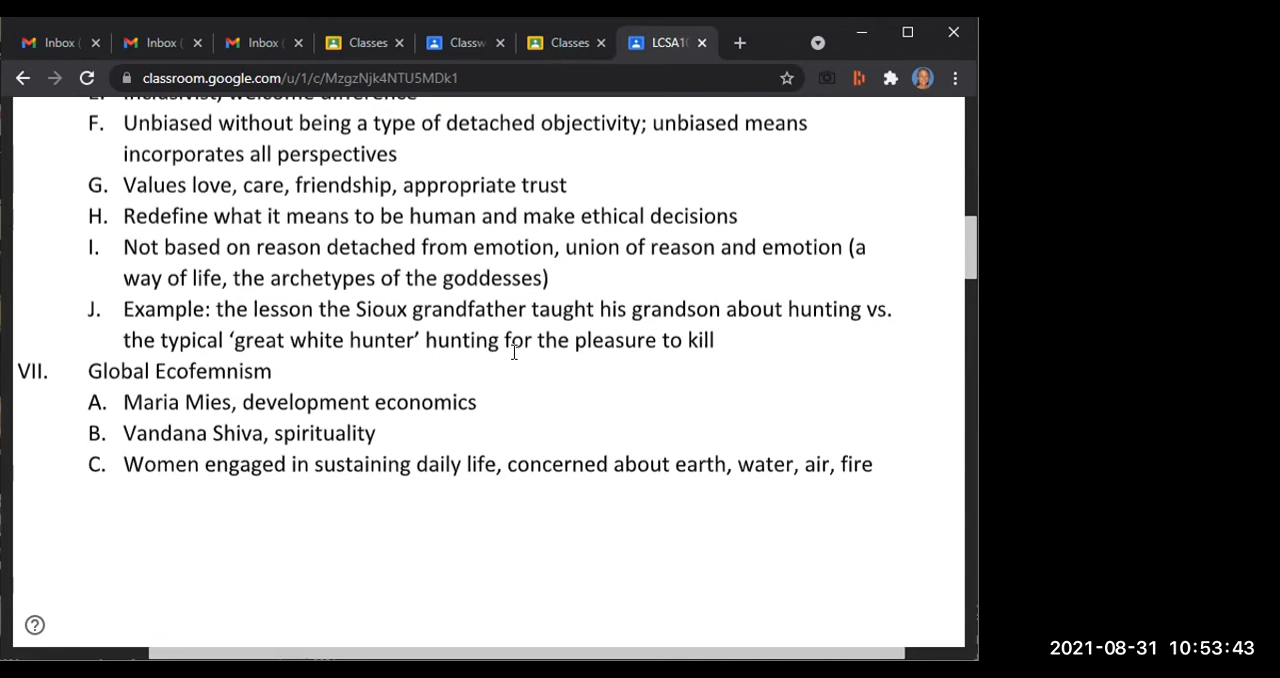 Inbox (
Inbox (
Inbox (
Classes
Classw
Classes
LCSA1
classroom.google.com/u/1/c/MzgzNjk4NTU5MDk1
E. Inclusivist, welcome difference
F. Unbiased without being a type of detached objectivity; unbiased means
incorporates all perspectives
G. Values love, care, friendship, appropriate trust
H. Redefine what it means to be human and make ethical decisions
I. Not based on reason detached from emotion, union of reason and emotion (a
way of life, the archetypes of the goddesses)
J. Example: the lesson the Sioux grandfather taught his grandson about hunting vs.
the typical ‘great white hunter’ hunting for the pleasure to kill
VII. Global Ecofemnism
A. Maria Mies, development economics
B. Vandana Shiva, spirituality
C. Women engaged in sustaining daily life, concerned about earth, water, air, fire
2021-08-31 10:53:43